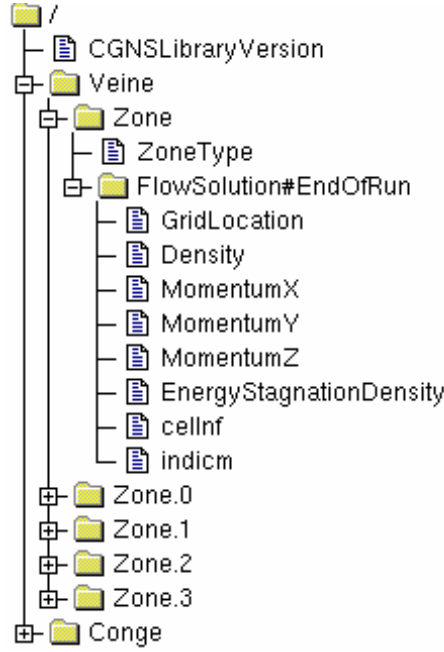 /
CGNSLibraryVersion
Veine
Zone
ZoneType
FlowSolution#EndOfRun
GridLocation
Density
MomentumX
MomentumY
MomentumZ
EnergyStagnationDensity
cellnf
indicm
Zone.0
Zone.1
Zone.2
Zone.3
Conge